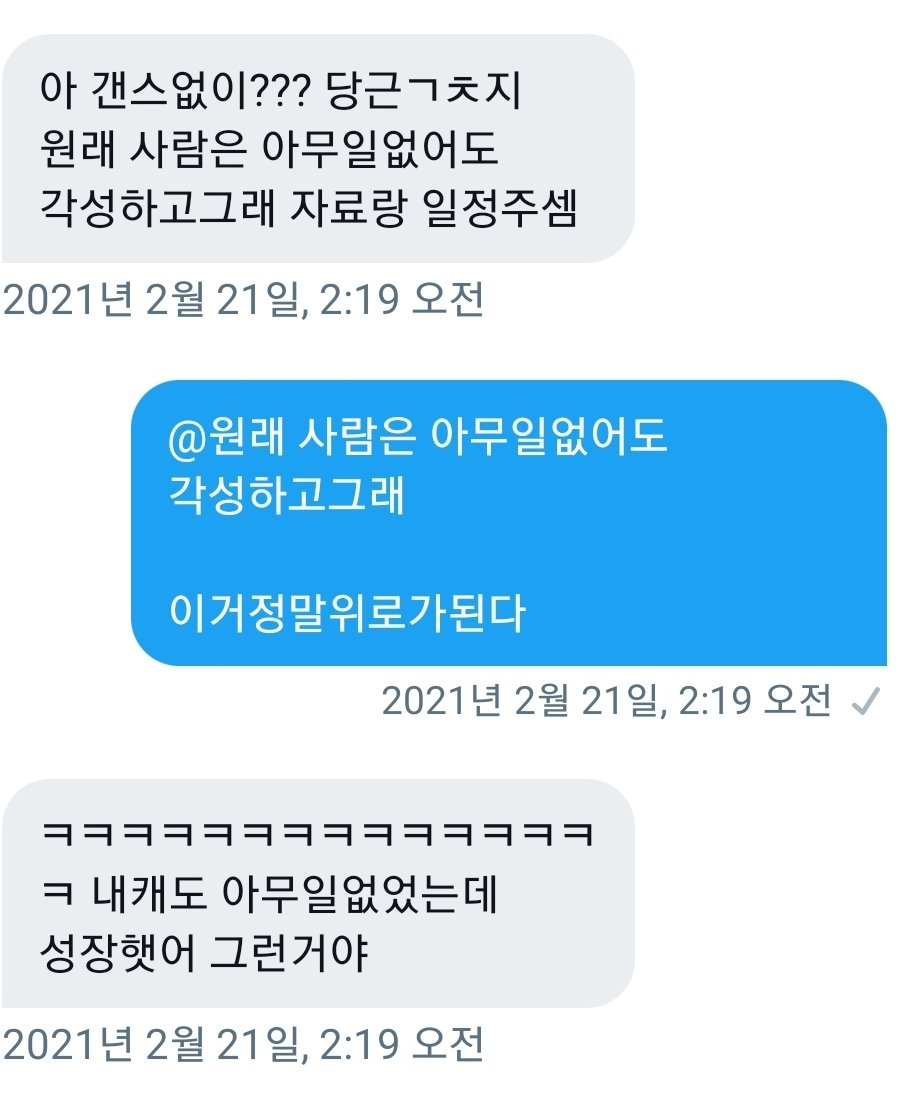 아 갠스없이??? 당근ㄱㅊ지
원래 사람은 아무일없어도
각성하고그래 자료랑 일정주셈
2021년 2월 21일, 2:19 오전
@원래 사람은 아무일없어도
각성하고그래
이거정말위로가된다
2021년 2월 21일, 2:19 오전
ㅋㅋㅋㅋㅋㅋㅋㅋㅋㅋㅋㅋㅋㅋ
ㅋ 내캐도 아무일없었는데
성장햇어 그런거야
2021년 2월 21일, 2:19 오전